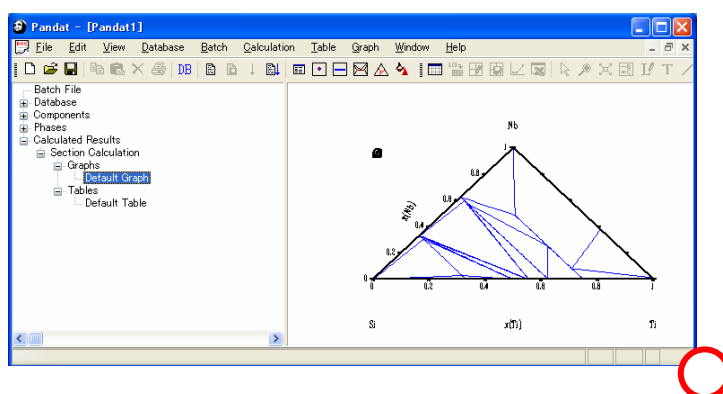 Pandat - [Pandat1]
File Edit View Database Batch Calculation Table Graph Window Help
DB
Batch File
Database
Components
Phases
Calculated Results
Section Calculation
Graphs
Default Graph
Tables
Default Table
Nb
1
0.8
0.6
x(Nb)
0.4
0.2
0
0 0.2 0.4 0.6 0.8 1
Si x(Ti) Ti